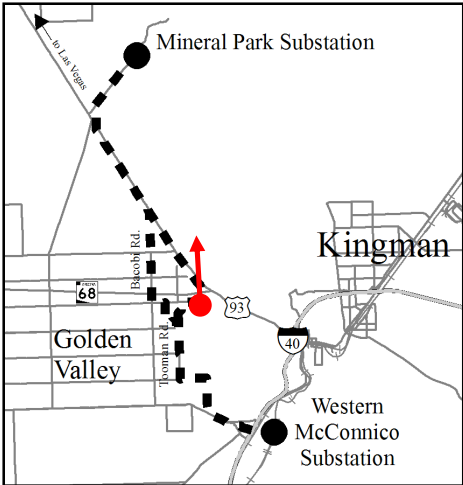 to Las Vegas
Mineral Park Substation
Kingman
Bacobi Rd.
ARIZONA
68
93
Golden
Valley
Tooman Rd.
40
Western
McConnico
Substation